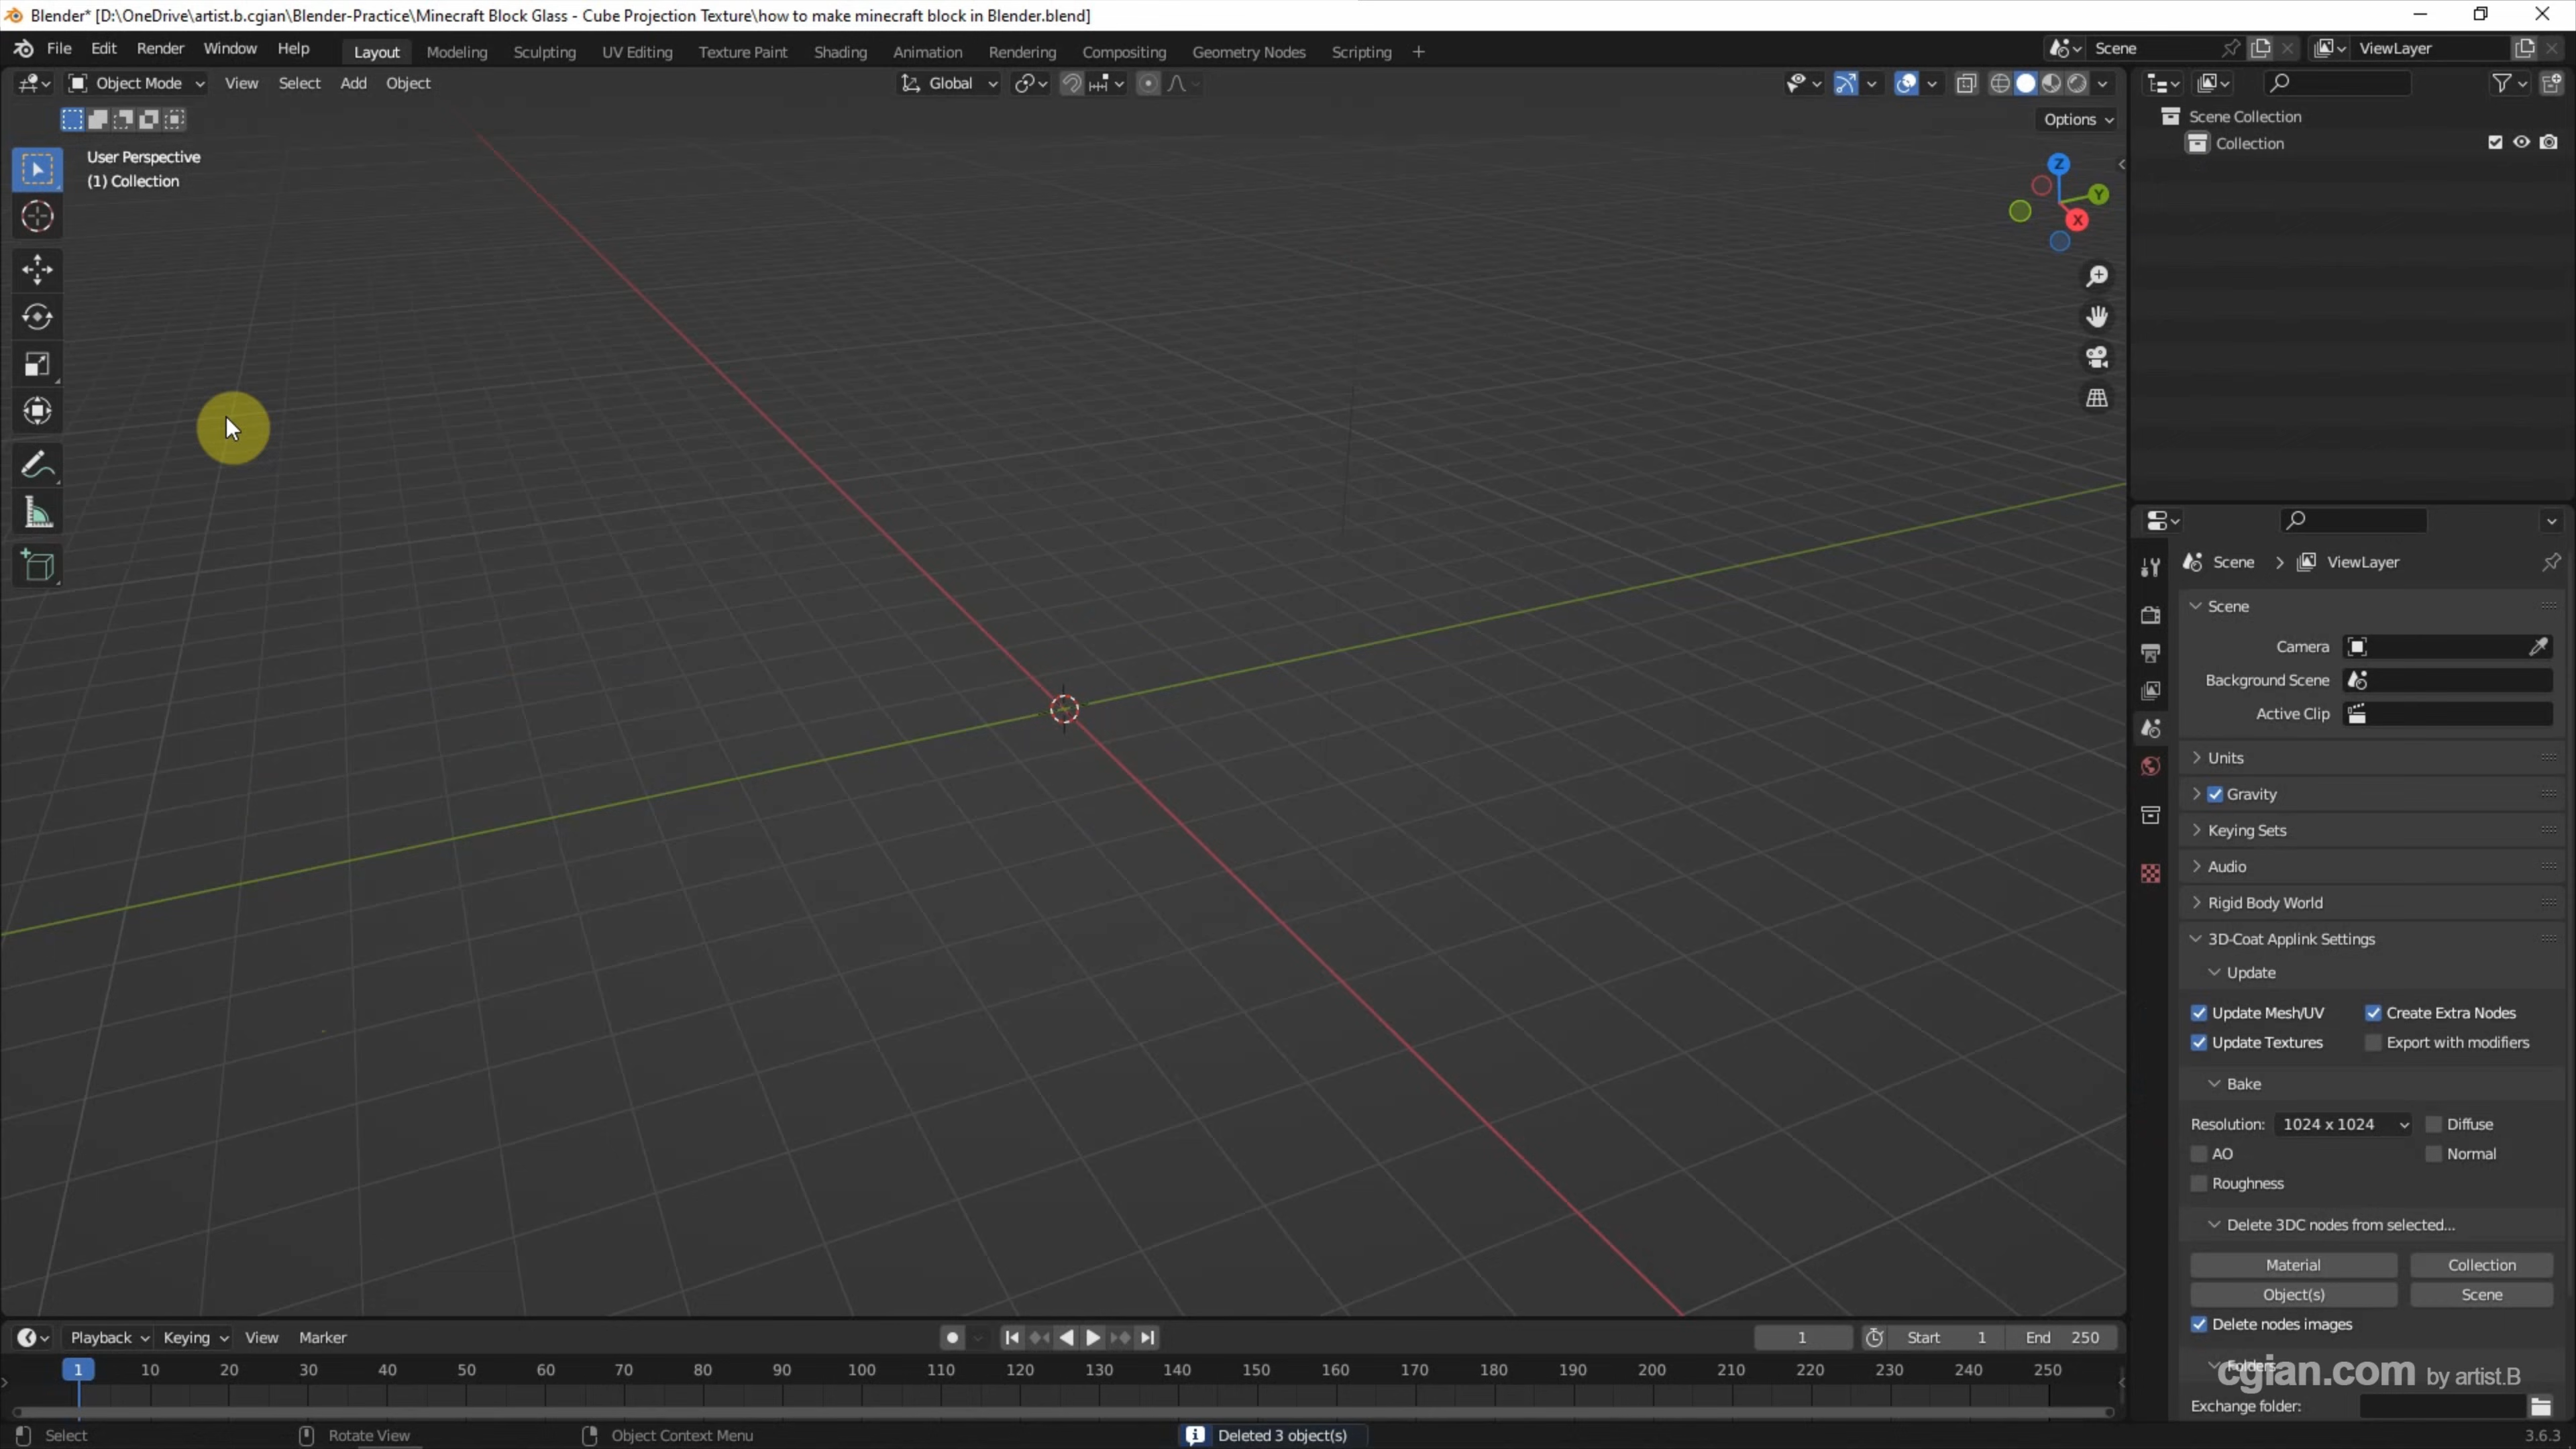 Blender* [D:\OneDrive\artist.b.cgian\Blender-Practice\Minecraft Block Glass - Cube Projection Texture\how to make minecraft block in Blender.blend]
File Edit Render Window Help Layout Modeling Sculpting UV Editing Texture Paint Shading Animation Rendering Compositing Geometry Nodes Scripting + Scene ViewLayer
Object Mode View Select Add Object Global
Options
User Perspective
(1) Collection
Z
Y
X
Scene Collection
Collection
Scene > ViewLayer
Scene
Camera
Background Scene
Active Clip
Units
Gravity
Keying Sets
Audio
Rigid Body World
3D-Coat Applink Settings
Update
Update Mesh/UV Create Extra Nodes
Update Textures Export with modifiers
Bake
Resolution: 1024 x 1024 Diffuse
AO Normal
Roughness
Delete 3DC nodes from selected...
Material Collection
Object(s) Scene
Delete nodes images
Folders
cgian.com by artist.B
Exchange folder:
Playback Keying View Marker 1 Start 1 End 250
1 10 20 30 40 50 60 70 80 90 100 110 120 130 140 150 160 170 180 190 200 210 220 230 240 250
Select Rotate View Object Context Menu Deleted 3 object(s) 3.6.3